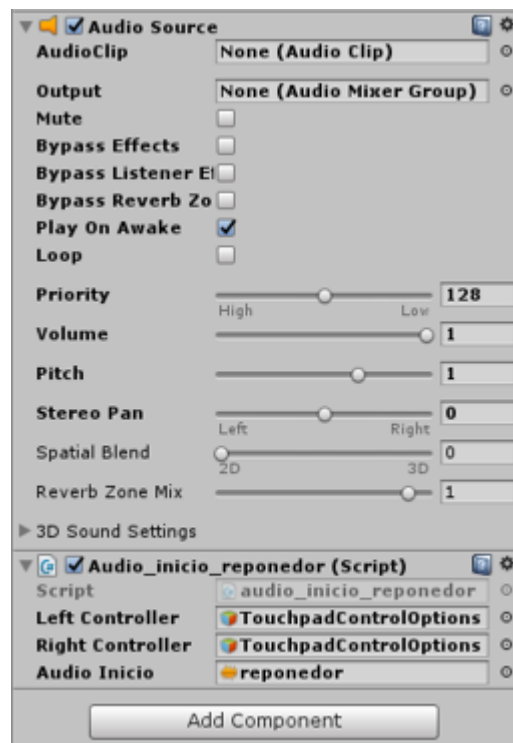 Audio Source
AudioClip None (Audio Clip)
Output None (Audio Mixer Group)
Mute
Bypass Effects
Bypass Listener Ef
Bypass Reverb Zo
Play On Awake
Loop
Priority 128
High Low
Volume 1
Pitch 1
Stereo Pan 0
Left Right
Spatial Blend 0
2D 3D
Reverb Zone Mix 1
3D Sound Settings
Audio_inicio_reponedor (Script)
Script audio_inicio_reponedor
Left Controller TouchpadControlOptions
Right Controller TouchpadControlOptions
Audio Inicio reponedor
Add Component